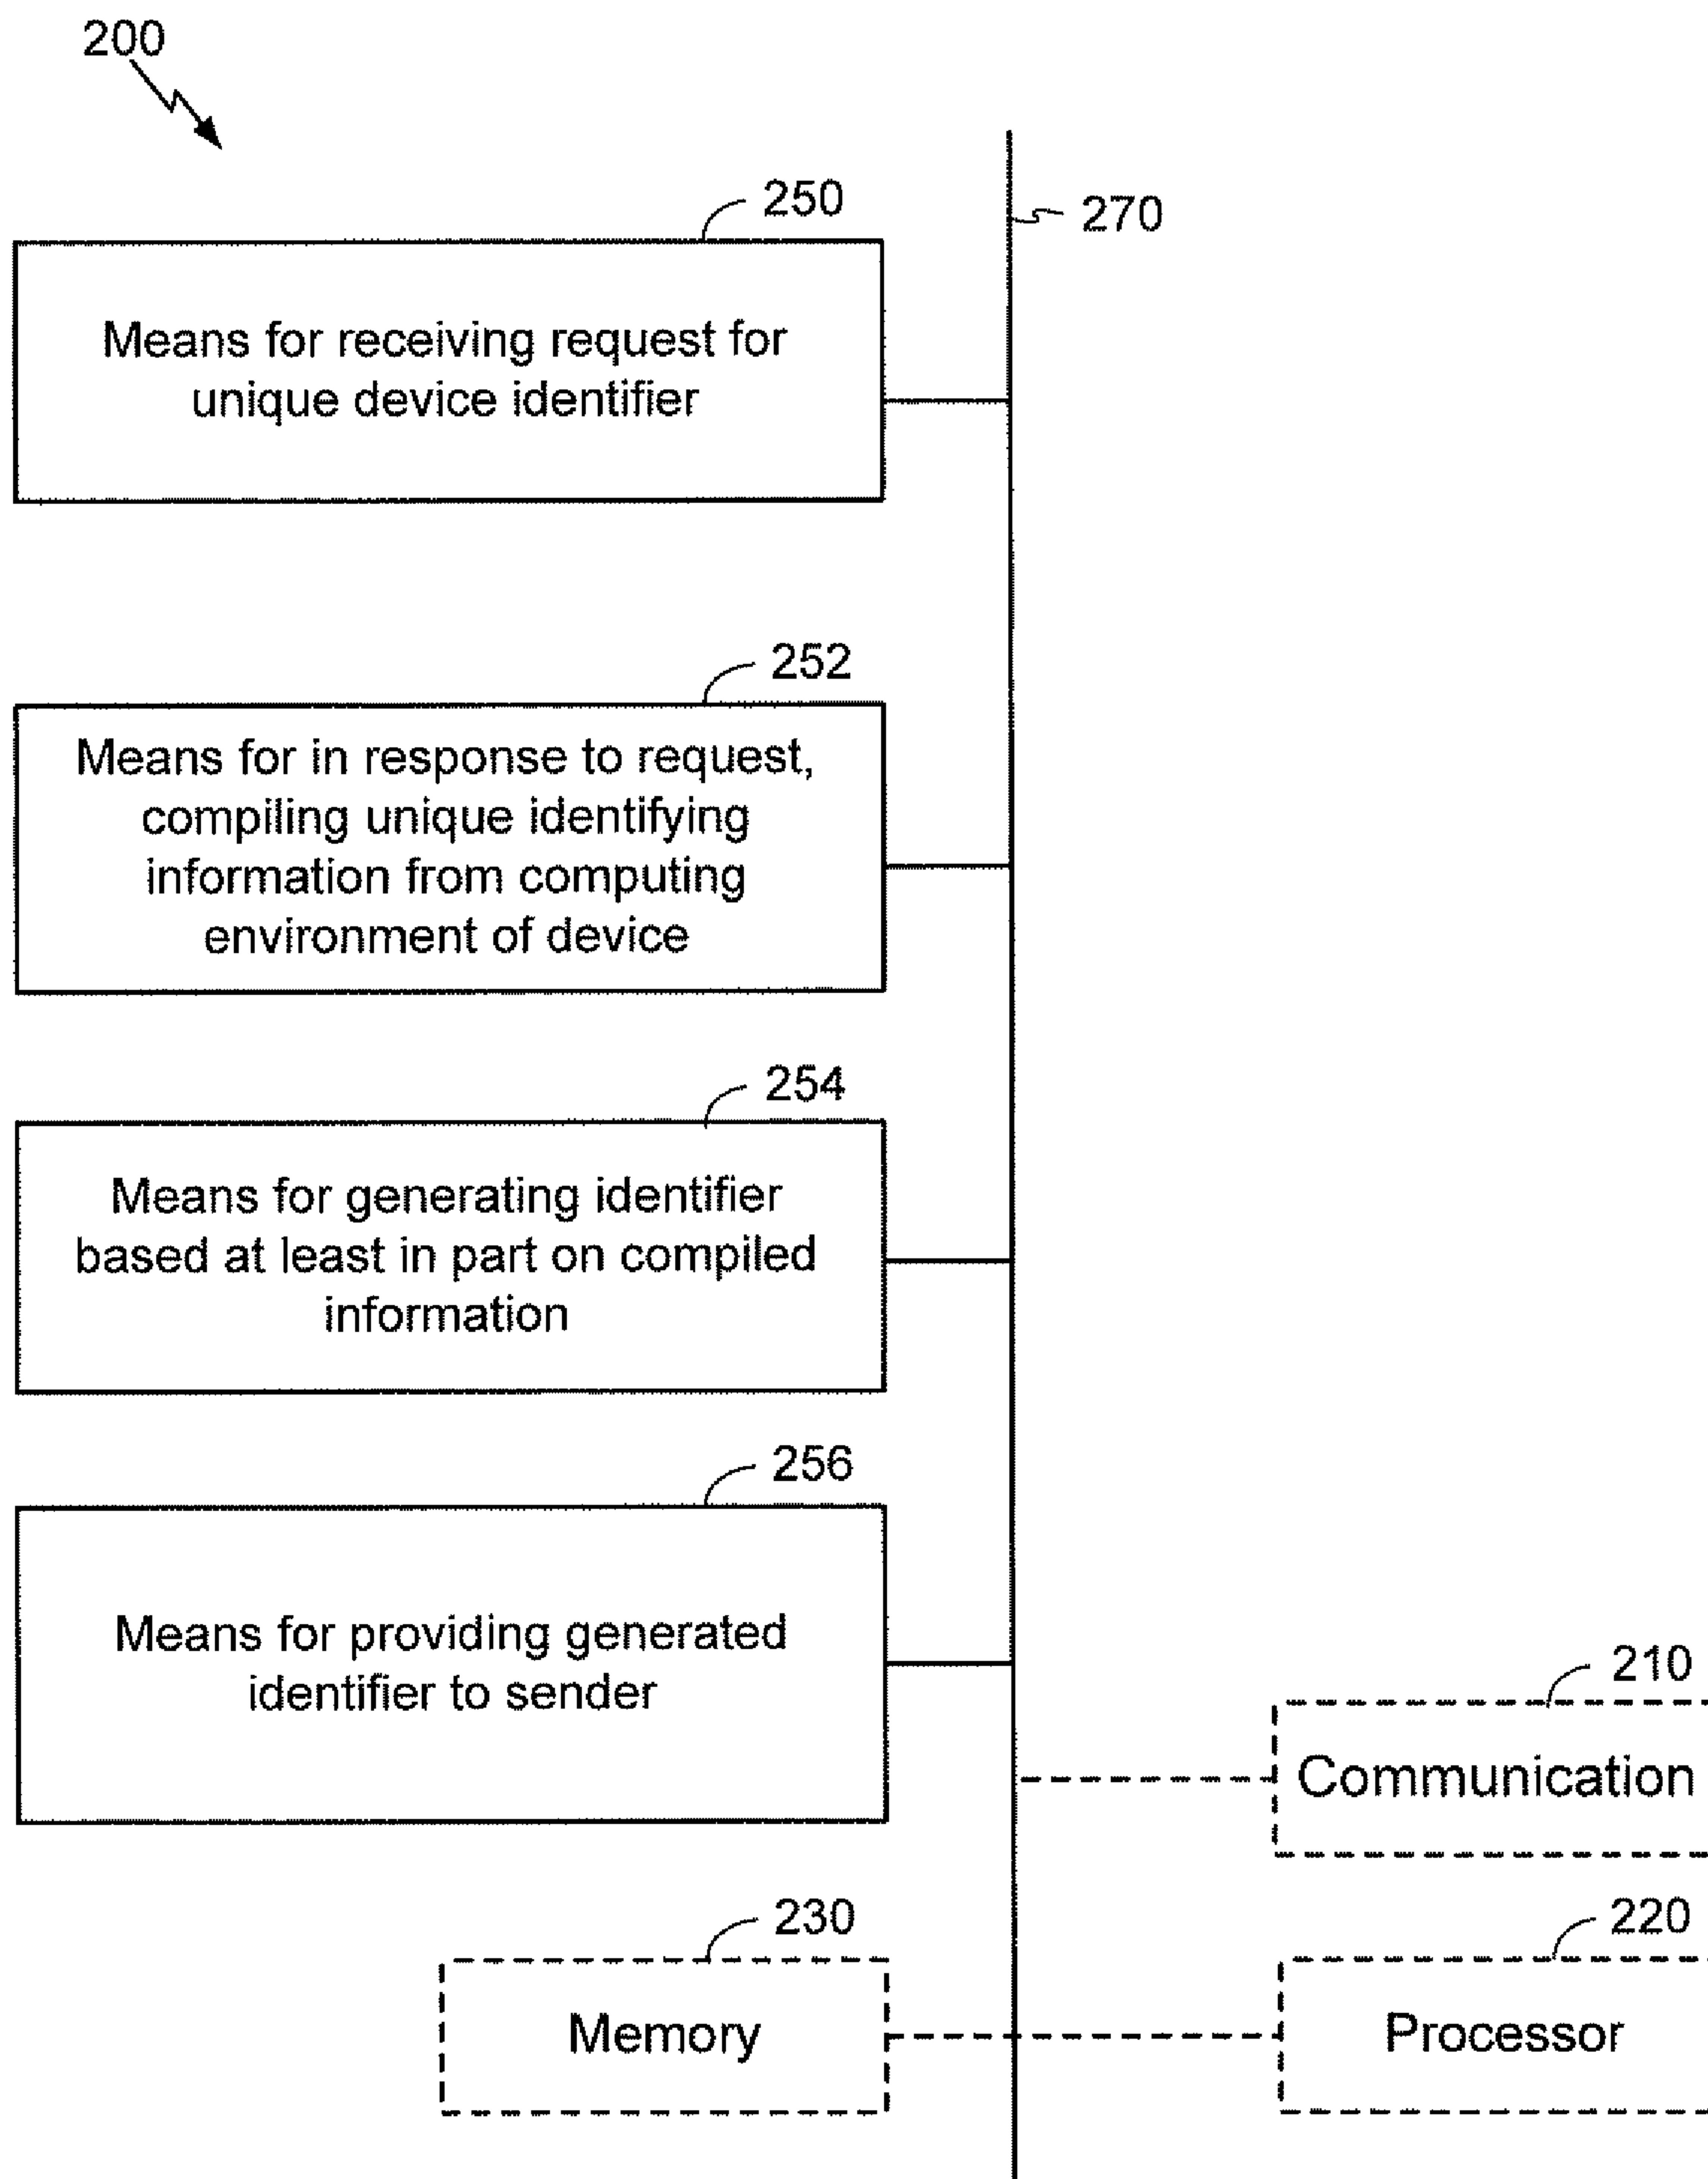 200
250
270
Means for receiving request for
unique device identifier
252
Means for in response to request,
compiling unique identifying
information from computing
environment of device
254
Means for generating identifier
based at least in part on compiled
information
256
Means for providing generated
identifier to sender
210
Communication
230
220
Memory
Processor